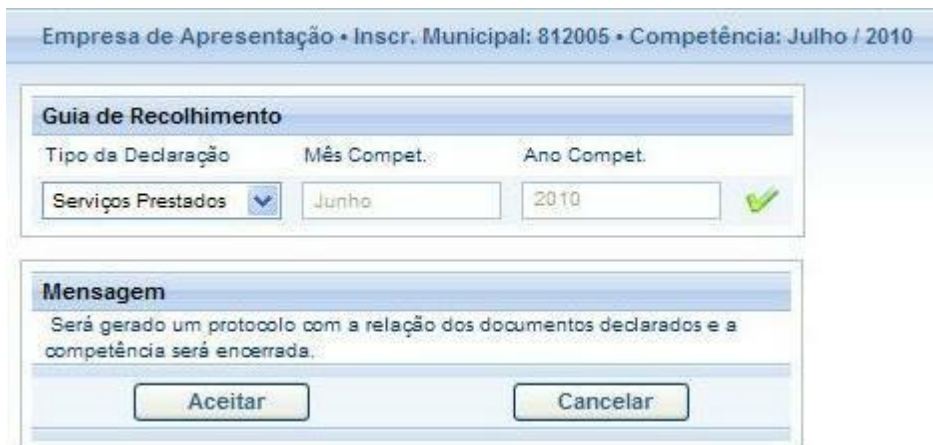 Empresa de Apresentação • Inscr. Municipal: 812005 • Competência: Julho / 2010
Guia de Recolhimento
Tipo da Declaração Mês Compet. Ano Compet.
Serviços Prestados Junho 2010
Mensagem
Será gerado um protocolo com a relação dos documentos declarados e a
competência será encerrada.
Aceitar Cancelar